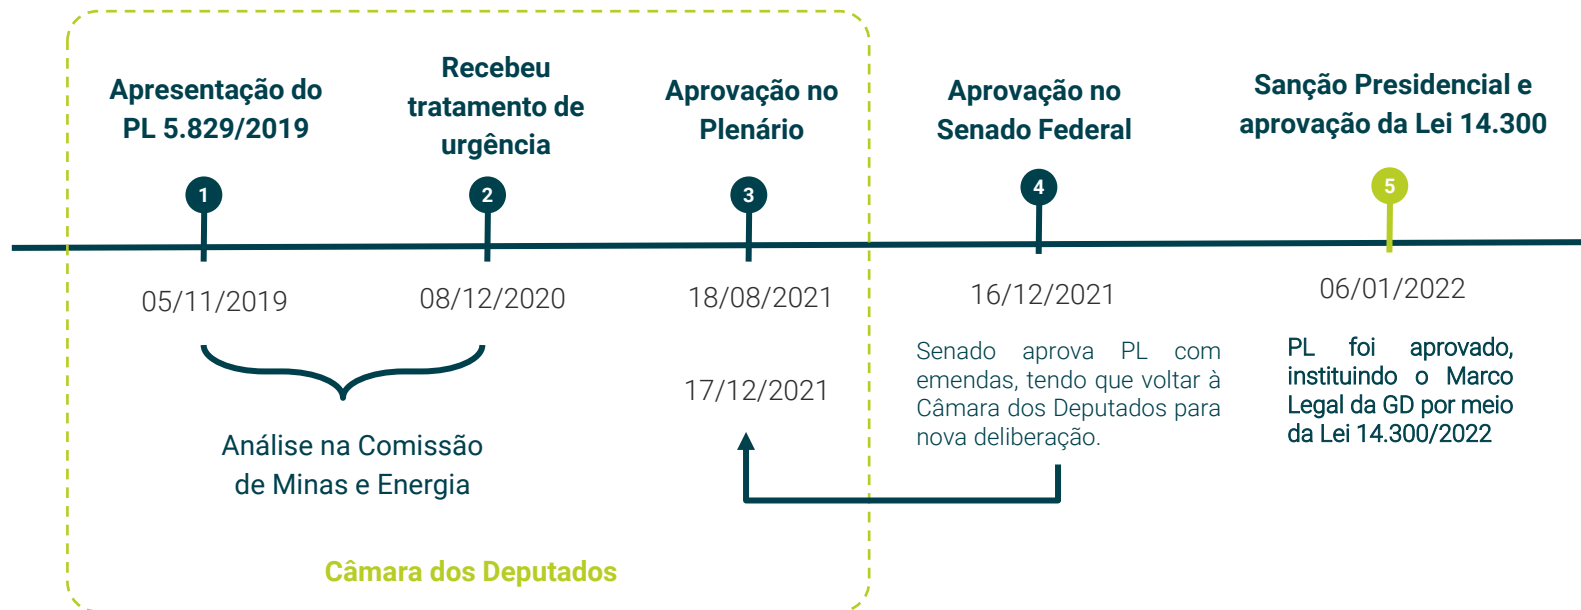 Apresentação do
PL 5.829/2019
1
05/11/2019
Recebeu
tratamento de
urgência
2
08/12/2020
Análise na Comissão
de Minas e Energia
Aprovação no
Plenário
3
18/08/2021
17/12/2021
Câmara dos Deputados
Aprovação no
Senado Federal
4
16/12/2021
Senado aprova PL com
emendas, tendo que voltar à
Câmara dos Deputados para
nova deliberação.
Sanção Presidencial e
aprovação da Lei 14.300
5
06/01/2022
PL foi aprovado,
instituindo o Marco
Legal da GD por meio
da Lei 14.300/2022